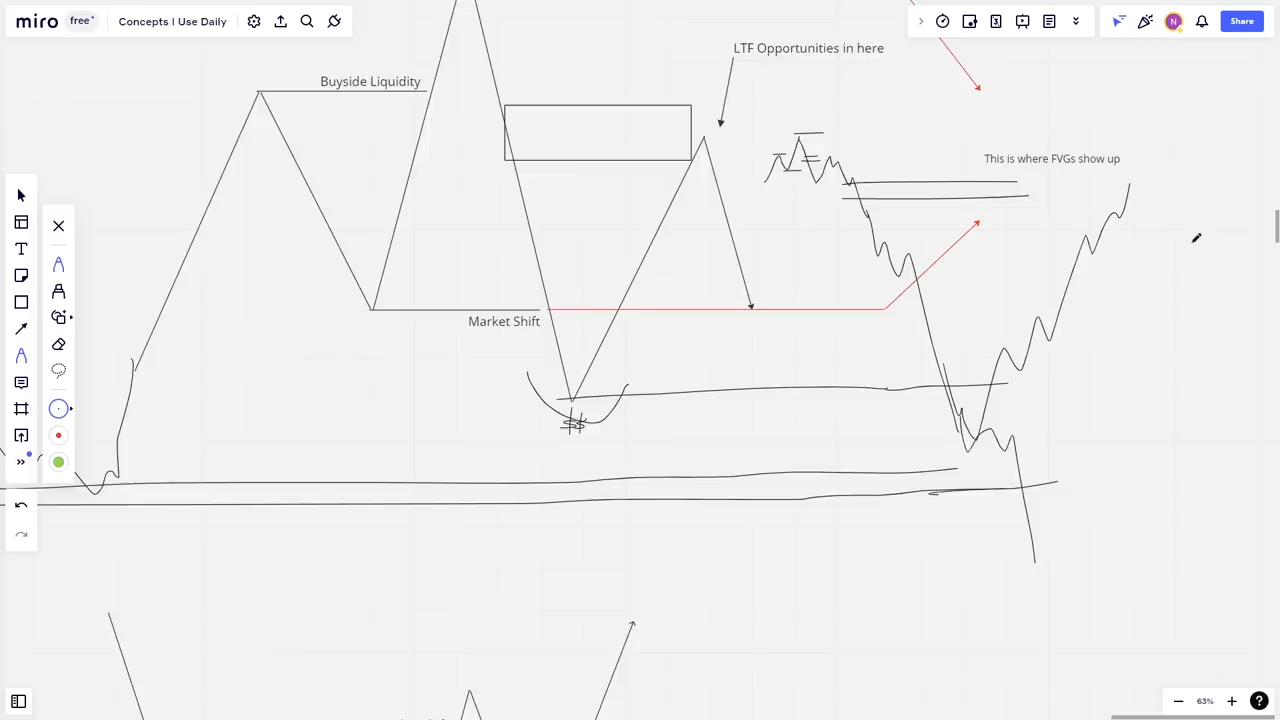 miro free Concepts I Use Daily
3
N
Share
LTF Opportunities in here
Buyside Liquidity
This is where FVGs show up
Market Shift
$$
63%